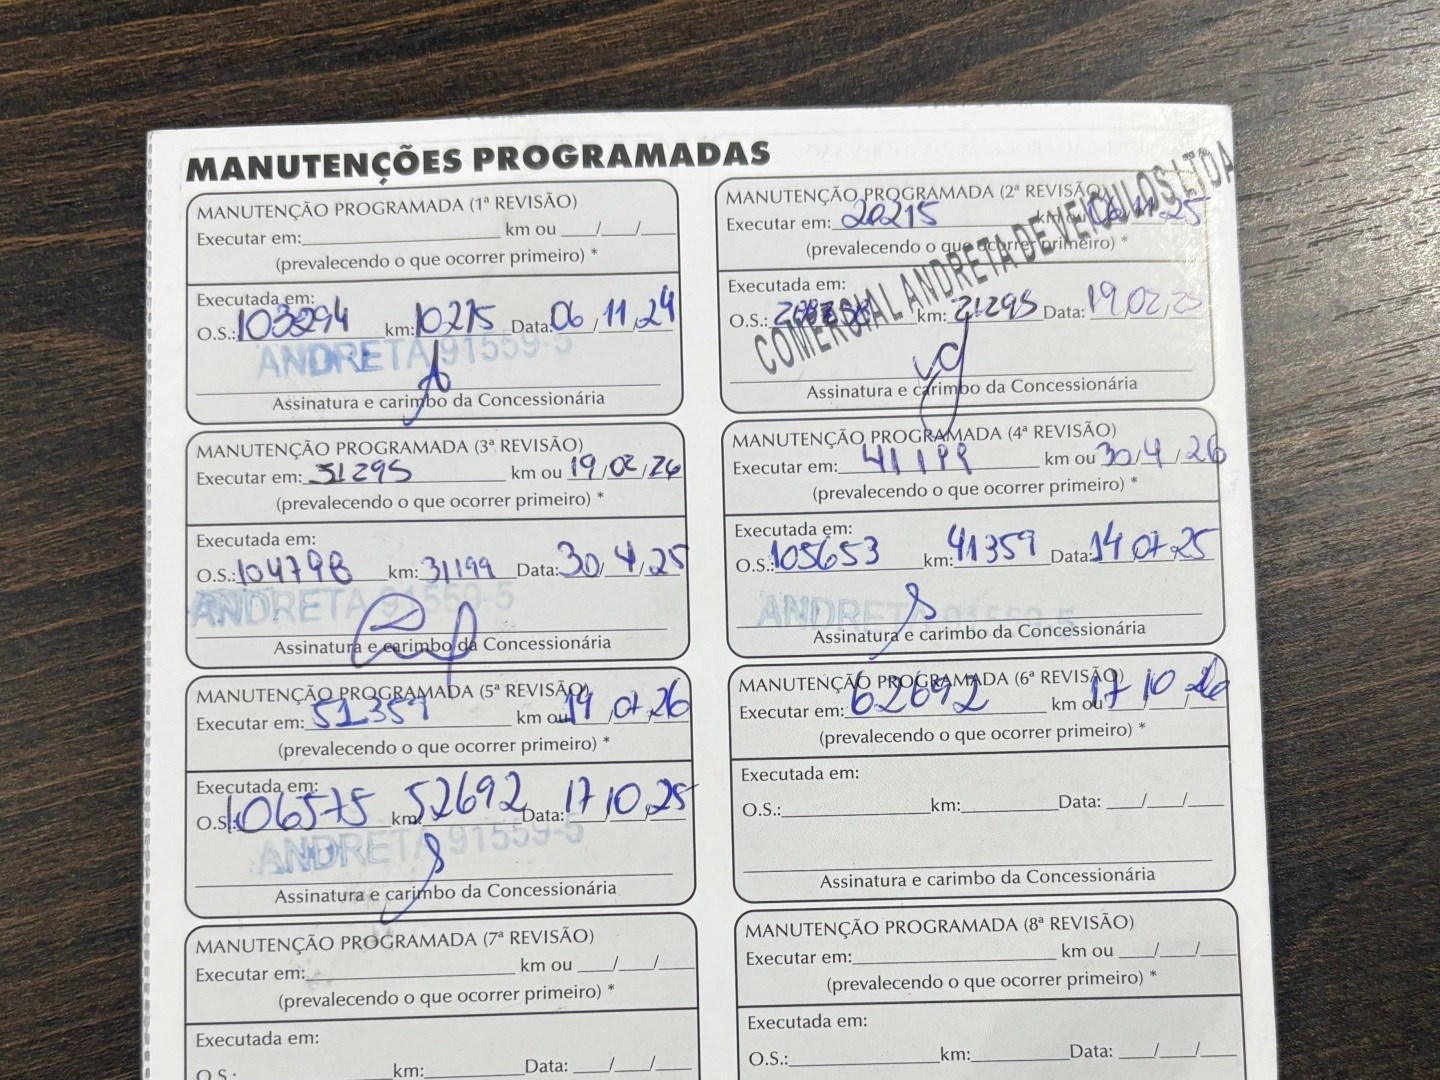 MANUTENÇÕES PROGRAMADAS
MANUTENÇÃO PROGRAMADA (1ª REVISÃO)
Executar em: km ou / /
(prevalecendo o que ocorrer primeiro) *
Executada em:
O.S.: 103294 km: 10215 Data: 06/11/24
ANDRETA 91559-5
Assinatura e carimbo da Concessionária
MANUTENÇÃO PROGRAMADA (2ª REVISÃO)
Executar em: 20215 km ou 06/11/25
(prevalecendo o que ocorrer primeiro) *
Executada em:
O.S.: km: 21295 Data: 19/02/
COMERCIAL ANDRETA DE VEICULOS LTDA
Assinatura e carimbo da Concessionária
MANUTENÇÃO PROGRAMADA (3ª REVISÃO)
Executar em: 31295 km ou 19/02/26
(prevalecendo o que ocorrer primeiro) *
Executada em:
O.S.: 104798 km: 31199 Data: 30/4/25
ANDRETA 91559-5
Assinatura e carimbo da Concessionária
MANUTENÇÃO PROGRAMADA (4ª REVISÃO)
Executar em: 41199 km ou 30/4/26
(prevalecendo o que ocorrer primeiro) *
Executada em:
O.S.: 105653 km: 41359 Data: 14/07/25
ANDRETA 91559-5
Assinatura e carimbo da Concessionária
MANUTENÇÃO PROGRAMADA (5ª REVISÃO)
Executar em: 51359 km ou 14/07/26
(prevalecendo o que ocorrer primeiro) *
Executada em:
O.S.: 106575 km: 52692 Data: 17/10/25
ANDRETA 91559-5
Assinatura e carimbo da Concessionária
MANUTENÇÃO PROGRAMADA (6ª REVISÃO)
Executar em: 62692 km ou 17/10/26
(prevalecendo o que ocorrer primeiro) *
Executada em:
O.S.: km: Data: / /
Assinatura e carimbo da Concessionária
MANUTENÇÃO PROGRAMADA (7ª REVISÃO)
Executar em: km ou / /
(prevalecendo o que ocorrer primeiro) *
Executada em:
O.S.: km: Data: / /
MANUTENÇÃO PROGRAMADA (8ª REVISÃO)
Executar em: km ou / /
(prevalecendo o que ocorrer primeiro) *
Executada em:
O.S.: km: Data: / /